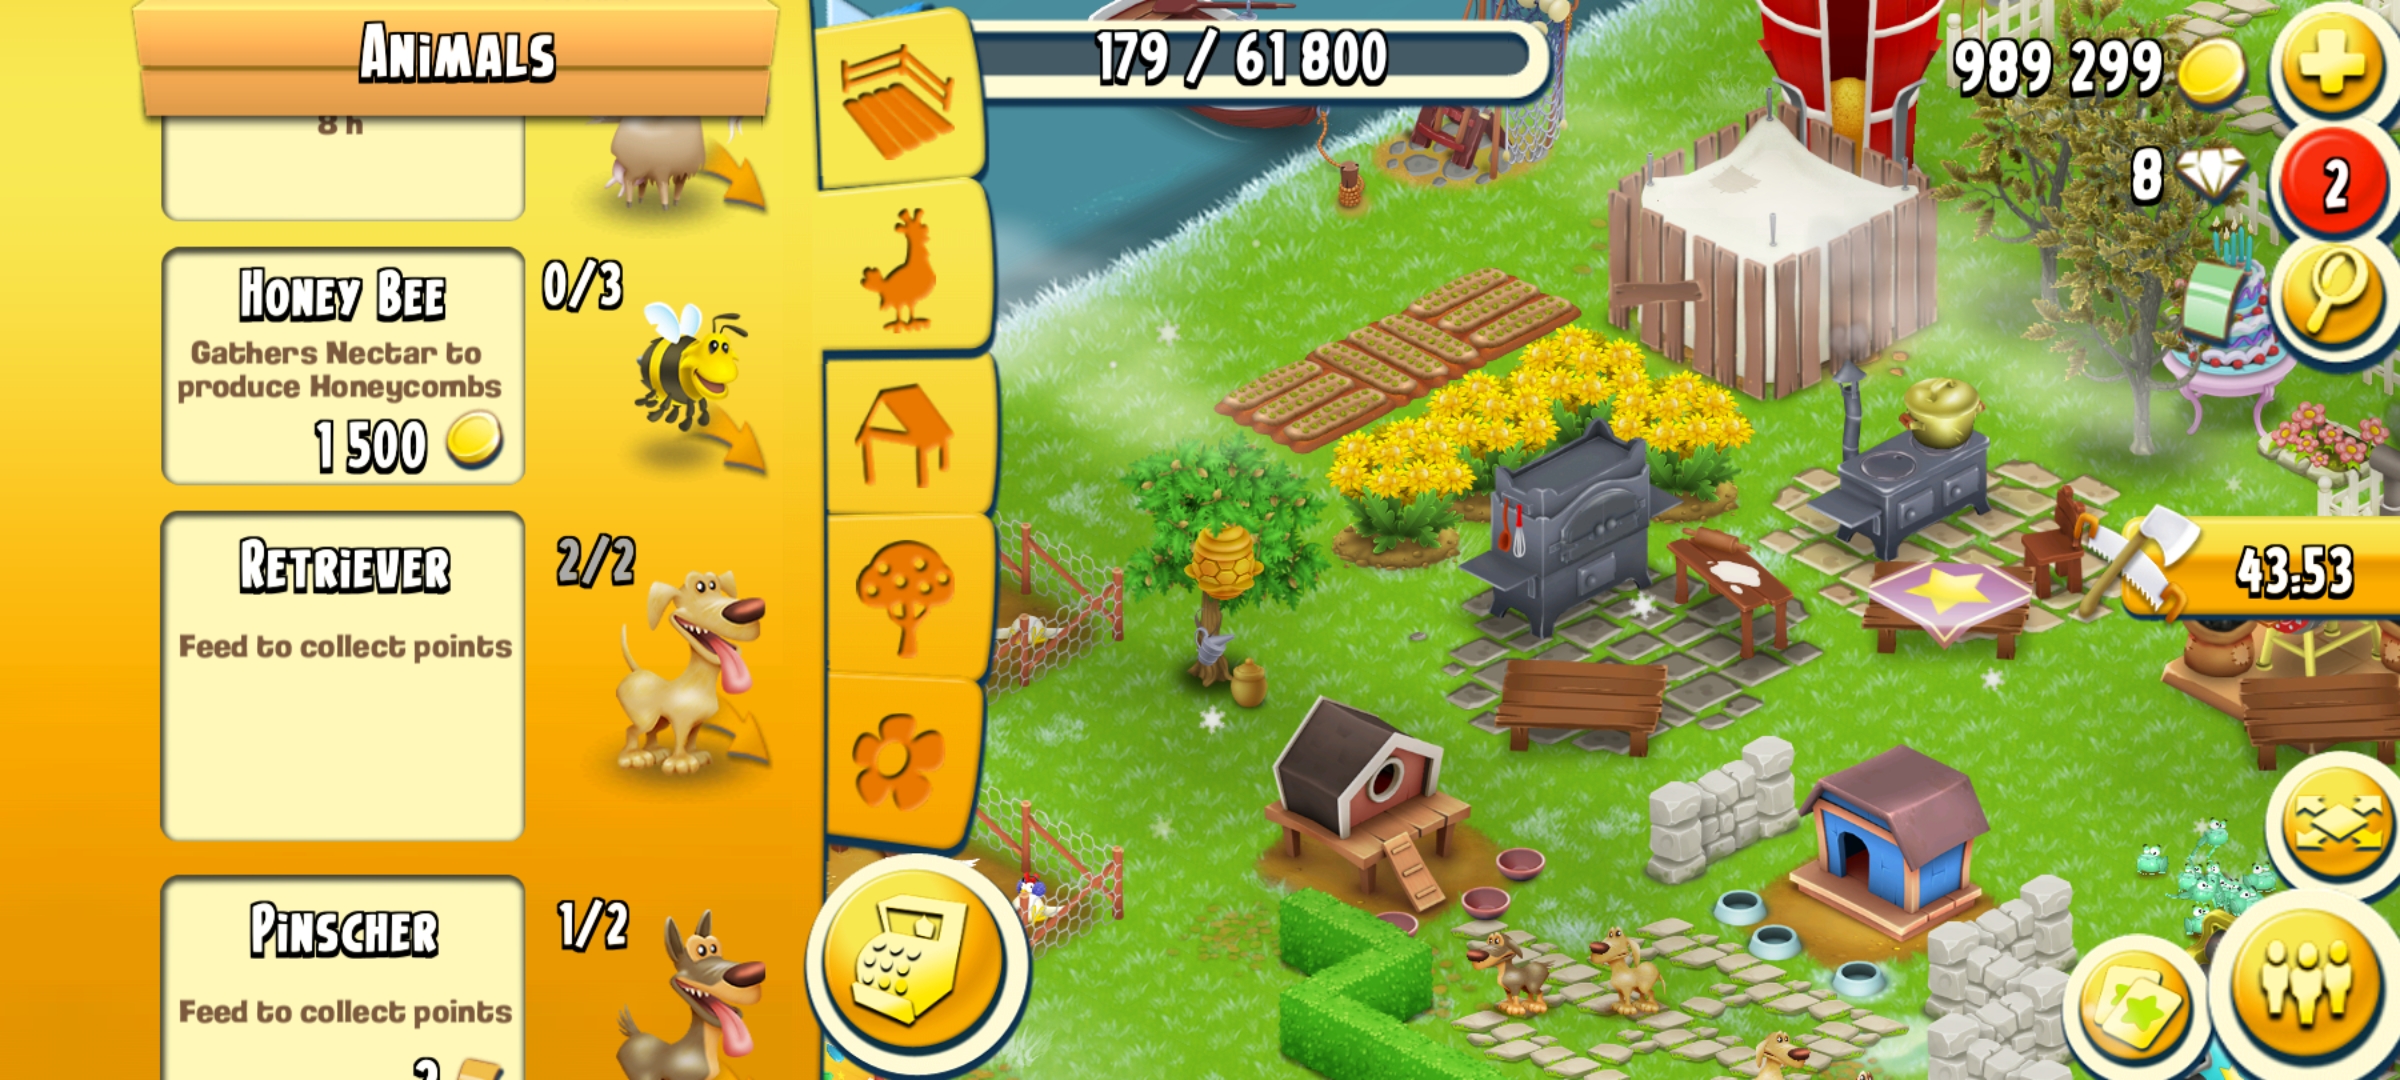 ANIMALS
8 h
HONEY BEE
0/3
Gathers Nectar to
produce Honeycombs
1 500
RETRIEVER
2/2
Feed to collect points
PINSCHER
1/2
Feed to collect points
179 / 61 800
989 299
8
2
43:53